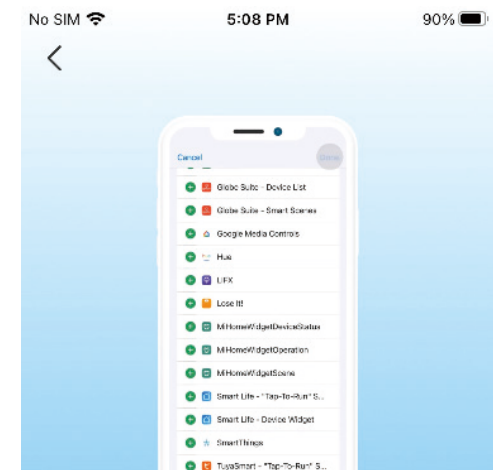 No SIM 5:08 PM 90%
Cancel Done
Globe Suite - Device List
Globe Suite - Smart Scenes
Google Media Controls
Hue
LIFX
Lose It!
MiHomeWidgetDeviceStatus
MiHomeWidgetOperation
MiHomeWidgetScene
Smart Life - "Tap-To-Run" S...
Smart Life - Device Widget
SmartThings
TuyaSmart - "Tap-To-Run" S...